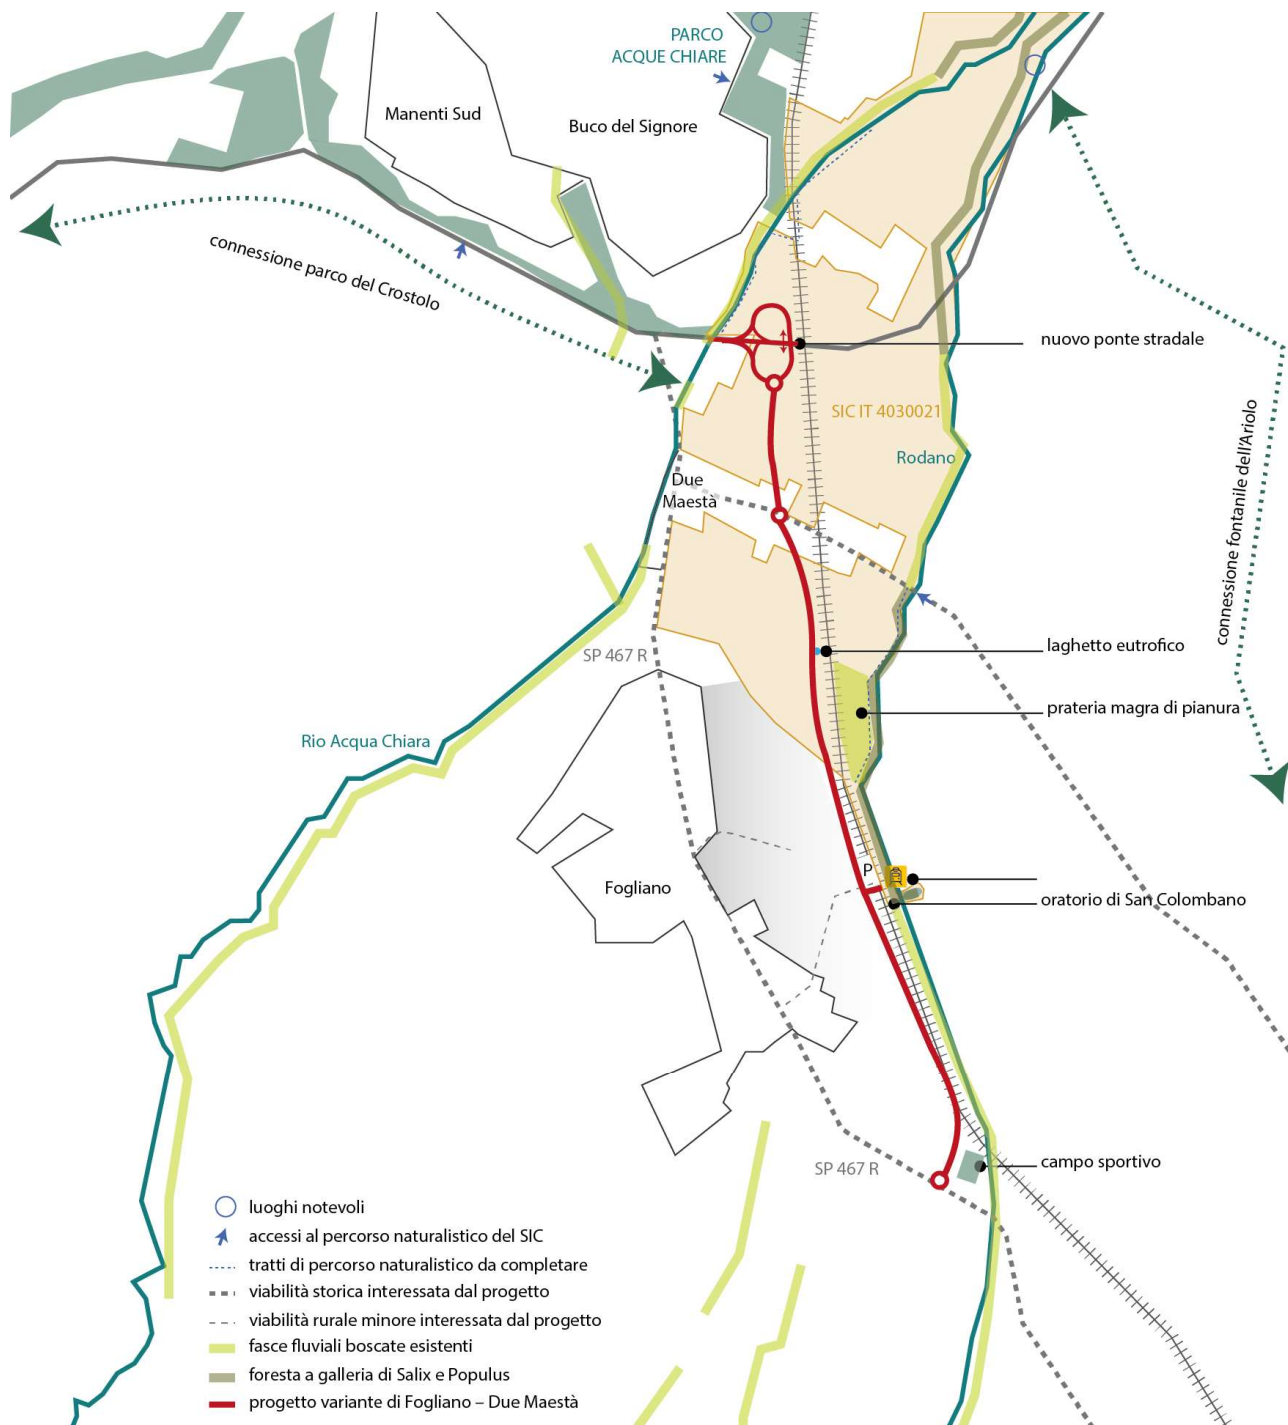 PARCO
ACQUE CHIARE
Manenti Sud
Buco del Signore
connessione parco del Crostolo
nuovo ponte stradale
SIC IT 4030021
Rodano
Due
Maestà
connessione fontanile dell'Ariolo
laghetto eutrofico
SP 467 R
prateria magra di pianura
Rio Acqua Chiara
P
Fogliano
oratorio di San Colombano
campo sportivo
SP 467 R
luoghi notevoli
accessi al percorso naturalistico del SIC
tratti di percorso naturalistico da completare
viabilità storica interessata dal progetto
viabilità rurale minore interessata dal progetto
fasce fluviali boscate esistenti
foresta a galleria di Salix e Populus
progetto variante di Fogliano – Due Maestà